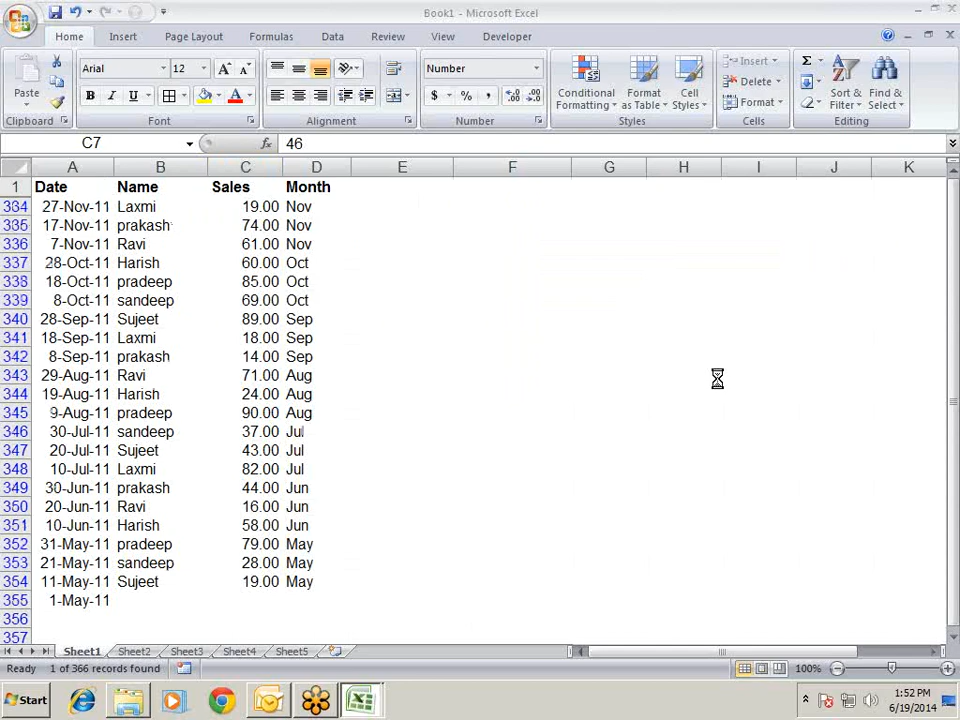 Book1 - Microsoft Excel
Home Insert Page Layout Formulas Data Review View Developer
Paste Arial 12 Number Conditional Formatting Format as Table Cell Styles Insert Delete Format Sort & Filter Find & Select
B I U $ % ,
Clipboard Font Alignment Number Styles Cells Editing
C7 fx 46
A B C D E F G H I J K
1 Date Name Sales Month
334 27-Nov-11 Laxmi 19.00 Nov
335 17-Nov-11 prakash 74.00 Nov
336 7-Nov-11 Ravi 61.00 Nov
337 28-Oct-11 Harish 60.00 Oct
338 18-Oct-11 pradeep 85.00 Oct
339 8-Oct-11 sandeep 69.00 Oct
340 28-Sep-11 Sujeet 89.00 Sep
341 18-Sep-11 Laxmi 18.00 Sep
342 8-Sep-11 prakash 14.00 Sep
343 29-Aug-11 Ravi 71.00 Aug
344 19-Aug-11 Harish 24.00 Aug
345 9-Aug-11 pradeep 90.00 Aug
346 30-Jul-11 sandeep 37.00 Jul
347 20-Jul-11 Sujeet 43.00 Jul
348 10-Jul-11 Laxmi 82.00 Jul
349 30-Jun-11 prakash 44.00 Jun
350 20-Jun-11 Ravi 16.00 Jun
351 10-Jun-11 Harish 58.00 Jun
352 31-May-11 pradeep 79.00 May
353 21-May-11 sandeep 28.00 May
354 11-May-11 Sujeet 19.00 May
355 1-May-11
356
357
Sheet1 Sheet2 Sheet3 Sheet4 Sheet5
Ready 1 of 366 records found 100%
Start 1:52 PM
6/19/2014